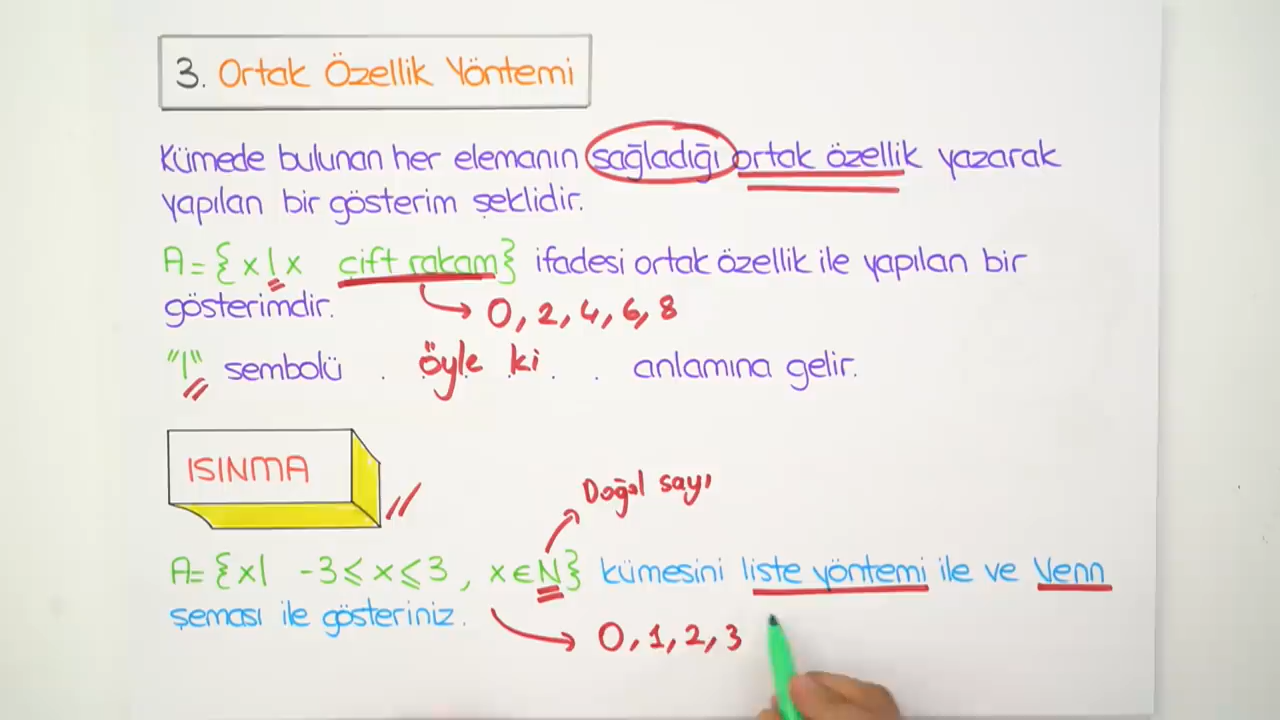 3. Ortak Özellik Yöntemi
Kümede bulunan her elemanın sağladığı ortak özellik yazarak
yapılan bir gösterim şeklidir.
A={x|x çift rakam} ifadesi ortak özellik ile yapılan bir
gösterimdir.
0, 2, 4, 6, 8
"|" sembolü . öyle ki . . anlamına gelir.
ISINMA
Doğal sayı
A={x| -3≤x≤3, x∈N} kümesini liste yöntemi ile ve Venn
şeması ile gösteriniz.
0, 1, 2, 3